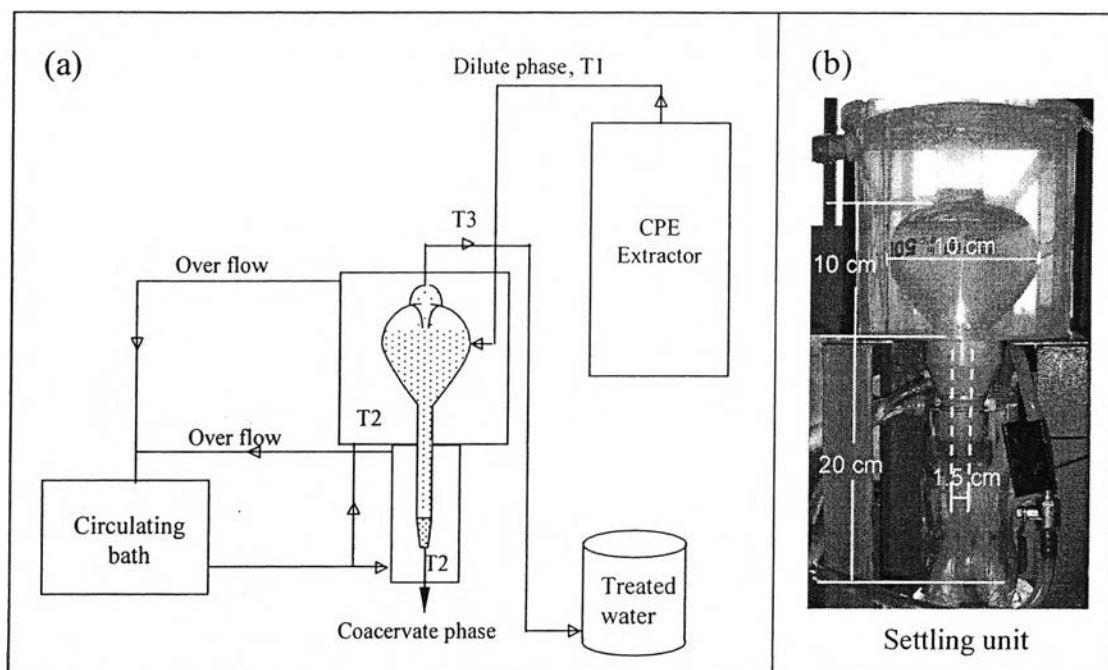 (a)
Dilute phase, T1
CPE
Extractor
T3
Over flow
T2
Over flow
Circulating
bath
T2
Coacervate phase
Treated
water
(b)
10 cm
10 cm
20 cm
1.5 cm
Settling unit